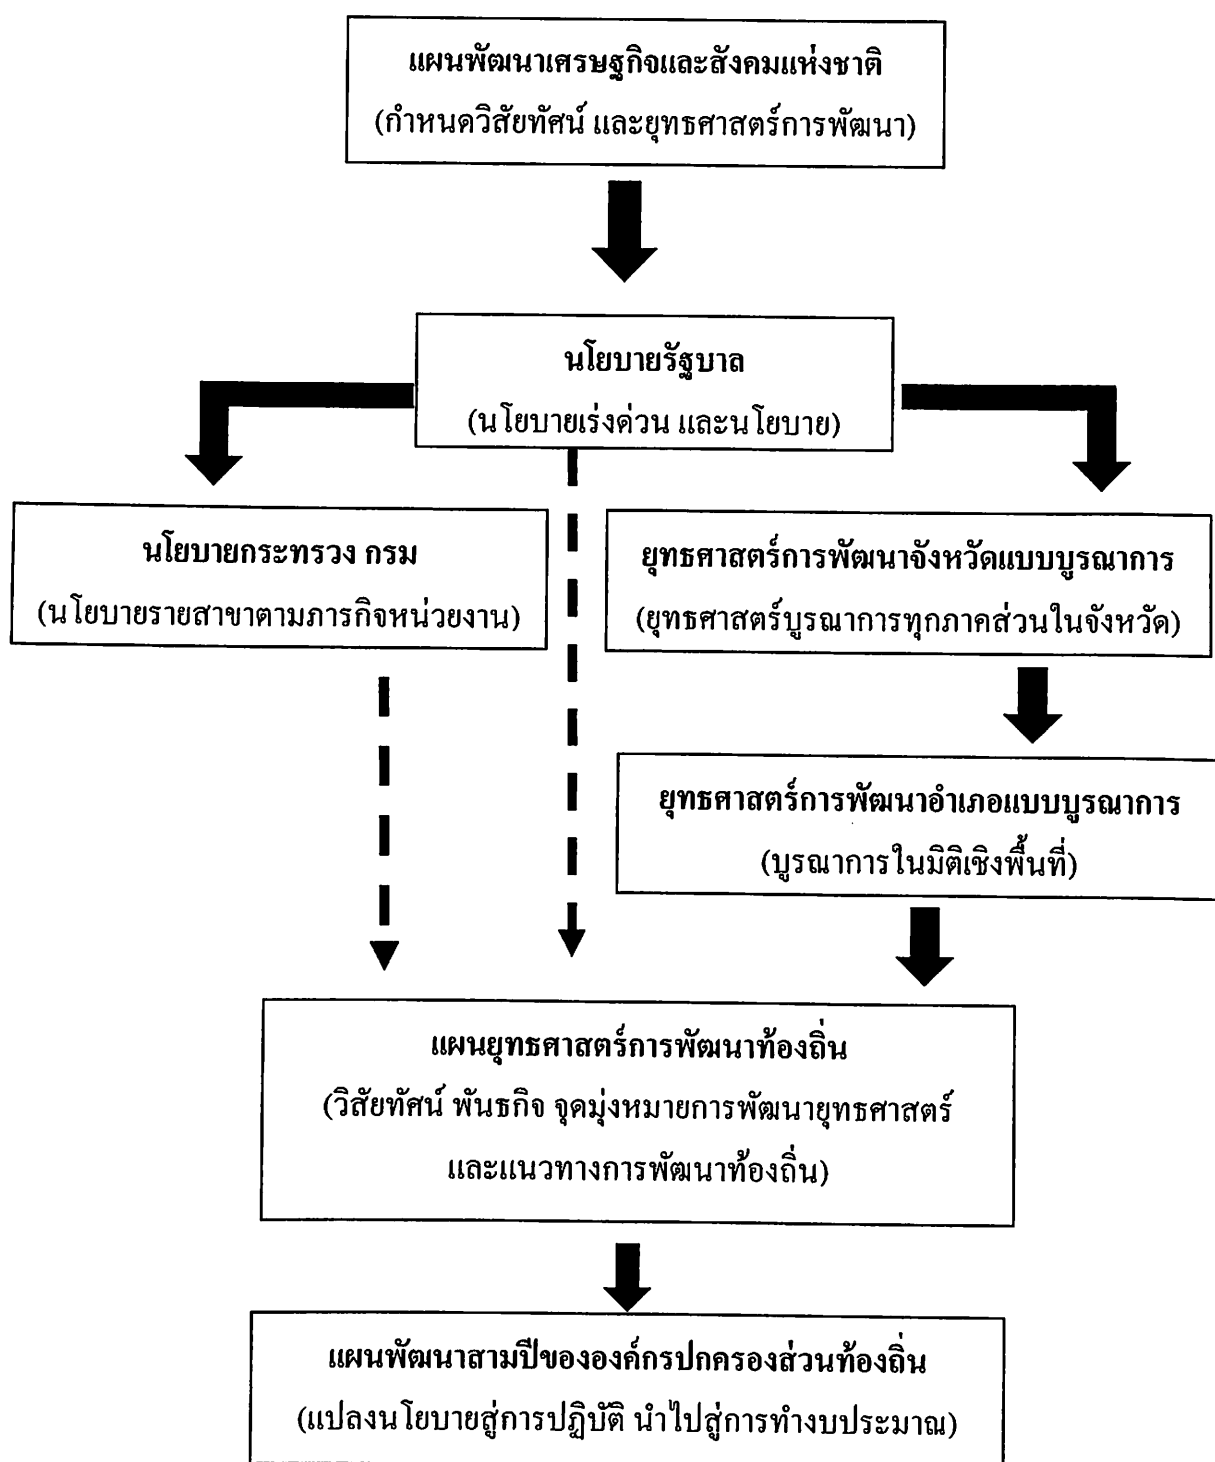 แผนพัฒนาเศรษฐกิจและสังคมแห่งชาติ
(กำหนดวิสัยทัศน์ และยุทธศาสตร์การพัฒนา)
นโยบายรัฐบาล
(นโยบายเร่งด่วน และนโยบาย)
นโยบายกระทรวง กรม
(นโยบายรายสาขาตามภารกิจหน่วยงาน)
ยุทธศาสตร์การพัฒนาจังหวัดแบบบูรณาการ
(ยุทธศาสตร์บูรณาการทุกภาคส่วนในจังหวัด)
ยุทธศาสตร์การพัฒนาอำเภอแบบบูรณาการ
(บูรณาการในมิติเชิงพื้นที่)
แผนยุทธศาสตร์การพัฒนาท้องถิ่น
(วิสัยทัศน์ พันธกิจ จุดมุ่งหมายการพัฒนายุทธศาสตร์
และแนวทางการพัฒนาท้องถิ่น)
แผนพัฒนาสามปีขององค์กรปกครองส่วนท้องถิ่น
(แปลงนโยบายสู่การปฏิบัติ นำไปสู่การทำงบประมาณ)